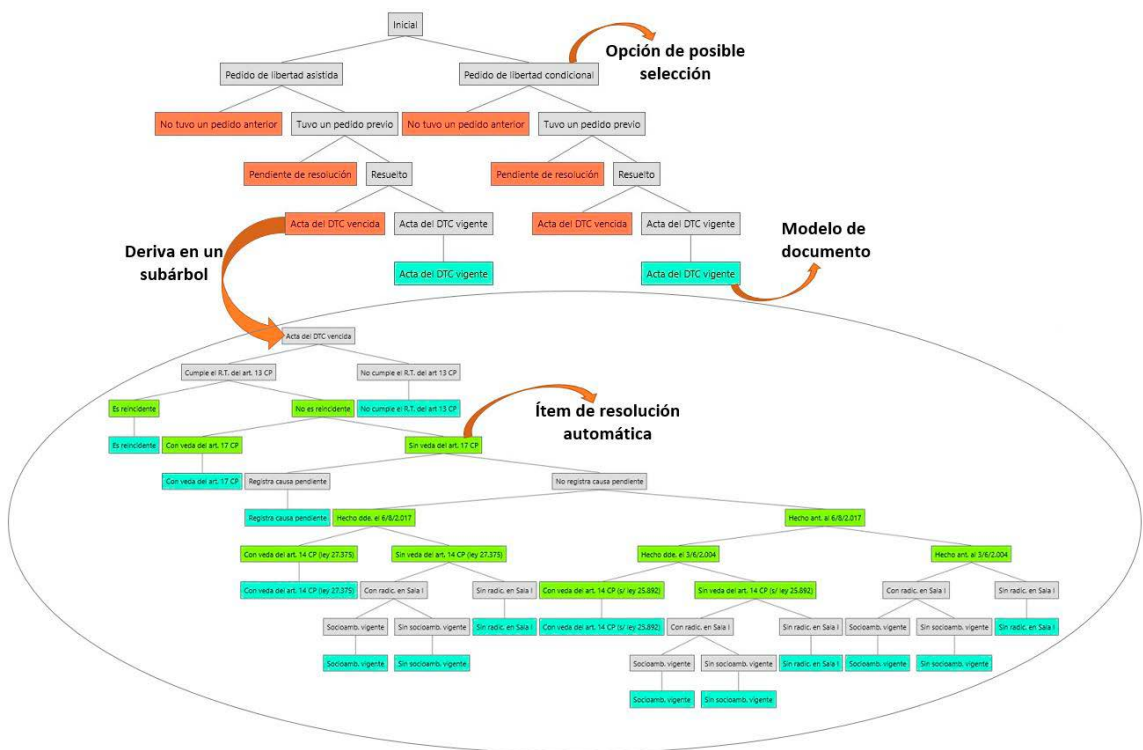 Inicial
Opción de posible
selección
Pedido de libertad asistida
Pedido de libertad condicional
No tuvo un pedido anterior
Tuvo un pedido previo
No tuvo un pedido anterior
Tuvo un pedido previo
Pendiente de resolución
Resuelto
Pendiente de resolución
Resuelto
Acta del DTC vencida
Acta del DTC vigente
Acta del DTC vencida
Acta del DTC vigente
Modelo de
documento
Deriva en un
subárbol
Acta del DTC vigente
Acta del DTC vigente
Acta del DTC vencida
Cumple el R.T. del art. 13 CP
No cumple el R.T. del art 13 CP
Es reincidente
No es reincidente
No cumple el R.T. del art 13 CP
Ítem de resolución
automática
Es reincidente
Con veda del art. 17 CP
Sin veda del art. 17 CP
Con veda del art. 17 CP
Registra causa pendiente
No registra causa pendiente
Registra causa pendiente
Hecho dde. el 6/8/2.017
Hecho ant. al 6/8/2.017
Con veda del art. 14 CP (ley 27.375)
Sin veda del art. 14 CP (ley 27.375)
Hecho dde. el 3/6/2.004
Hecho ant. al 3/6/2.004
Con veda del art. 14 CP (ley 27.375)
Con radic. en Sala I
Sin radic. en Sala I
Con veda del art. 14 CP (s/ ley 25.892)
Sin veda del art. 14 CP (s/ ley 25.892)
Con radic. en Sala I
Sin radic. en Sala I
Socioamb. vigente
Sin socioamb. vigente
Sin radic. en Sala I
Con veda del art. 14 CP (s/ ley 25.892)
Con radic. en Sala I
Sin radic. en Sala I
Socioamb. vigente
Sin socioamb. vigente
Sin radic. en Sala I
Socioamb. vigente
Sin socioamb. vigente
Socioamb. vigente
Sin socioamb. vigente
Sin radic. en Sala I
Socioamb. vigente
Sin socioamb. vigente
Socioamb. vigente
Sin socioamb. vigente